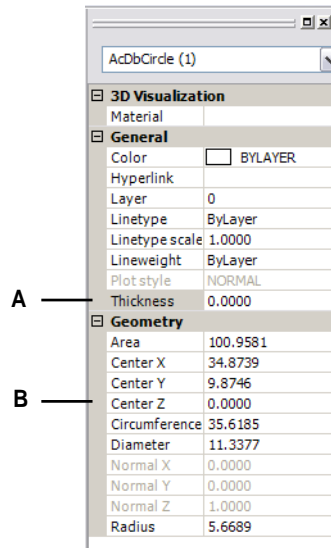 AcDbCircle (1)
3D Visualization
Material
General
Color BYLAYER
Hyperlink
Layer 0
Linetype ByLayer
Linetype scale 1.0000
Lineweight ByLayer
Plot style NORMAL
A Thickness 0.0000
Geometry
Area 100.9581
Center X 34.8739
Center Y 9.8746
B Center Z 0.0000
Circumference 35.6185
Diameter 11.3377
Normal X 0.0000
Normal Y 0.0000
Normal Z 1.0000
Radius 5.6689